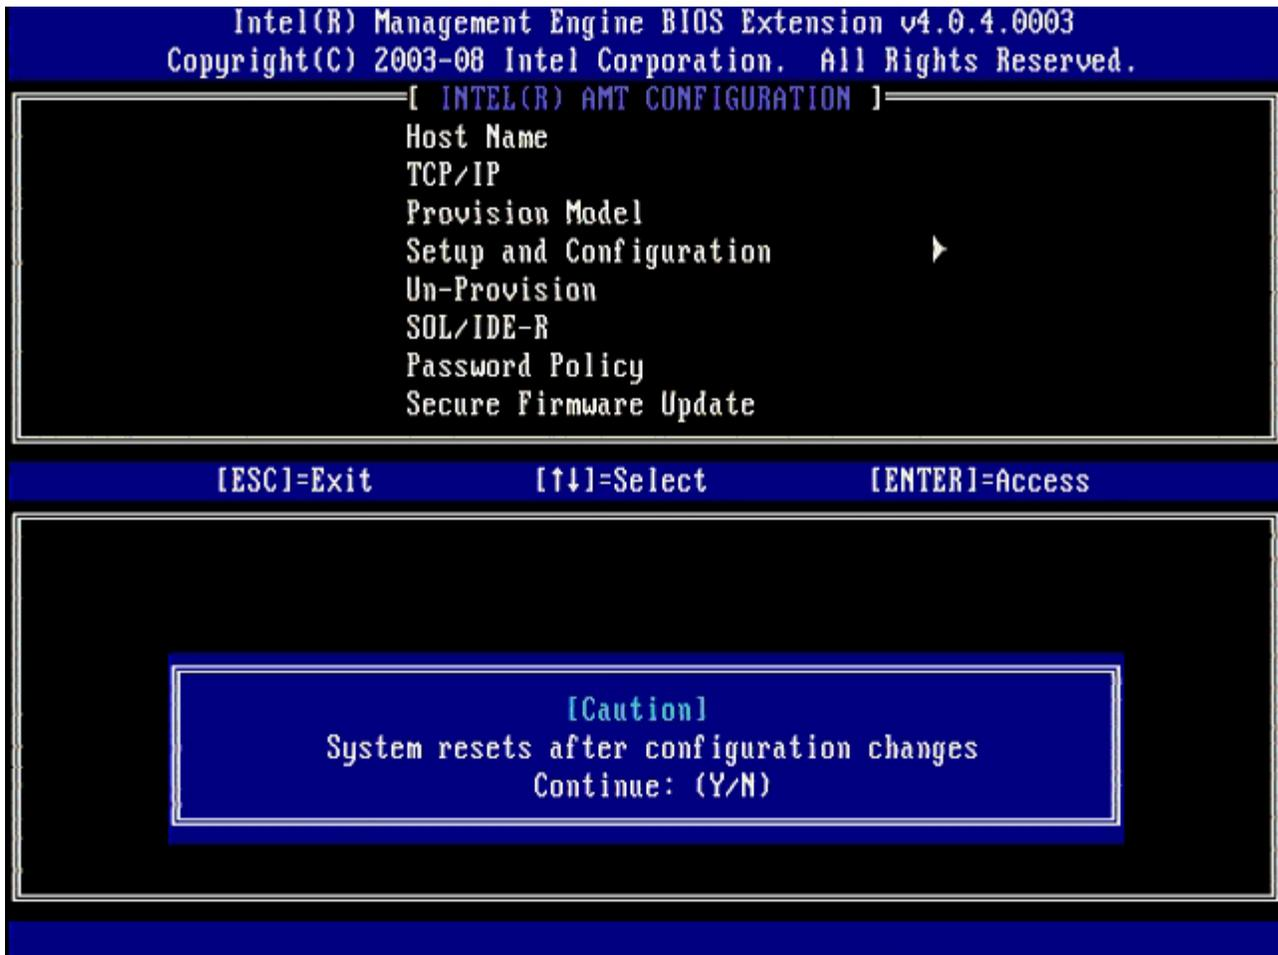 Intel(R) Management Engine BIOS Extension v4.0.4.0003
Copyright(C) 2003-08 Intel Corporation. All Rights Reserved.
[ INTEL(R) AMT CONFIGURATION ]
Host Name
TCP/IP
Provision Model
Setup and Configuration
Un-Provision
SOL/IDE-R
Password Policy
Secure Firmware Update
[ESC]=Exit [↑↓]=Select [ENTER]=Access
[Caution]
System resets after configuration changes
Continue: (Y/N)